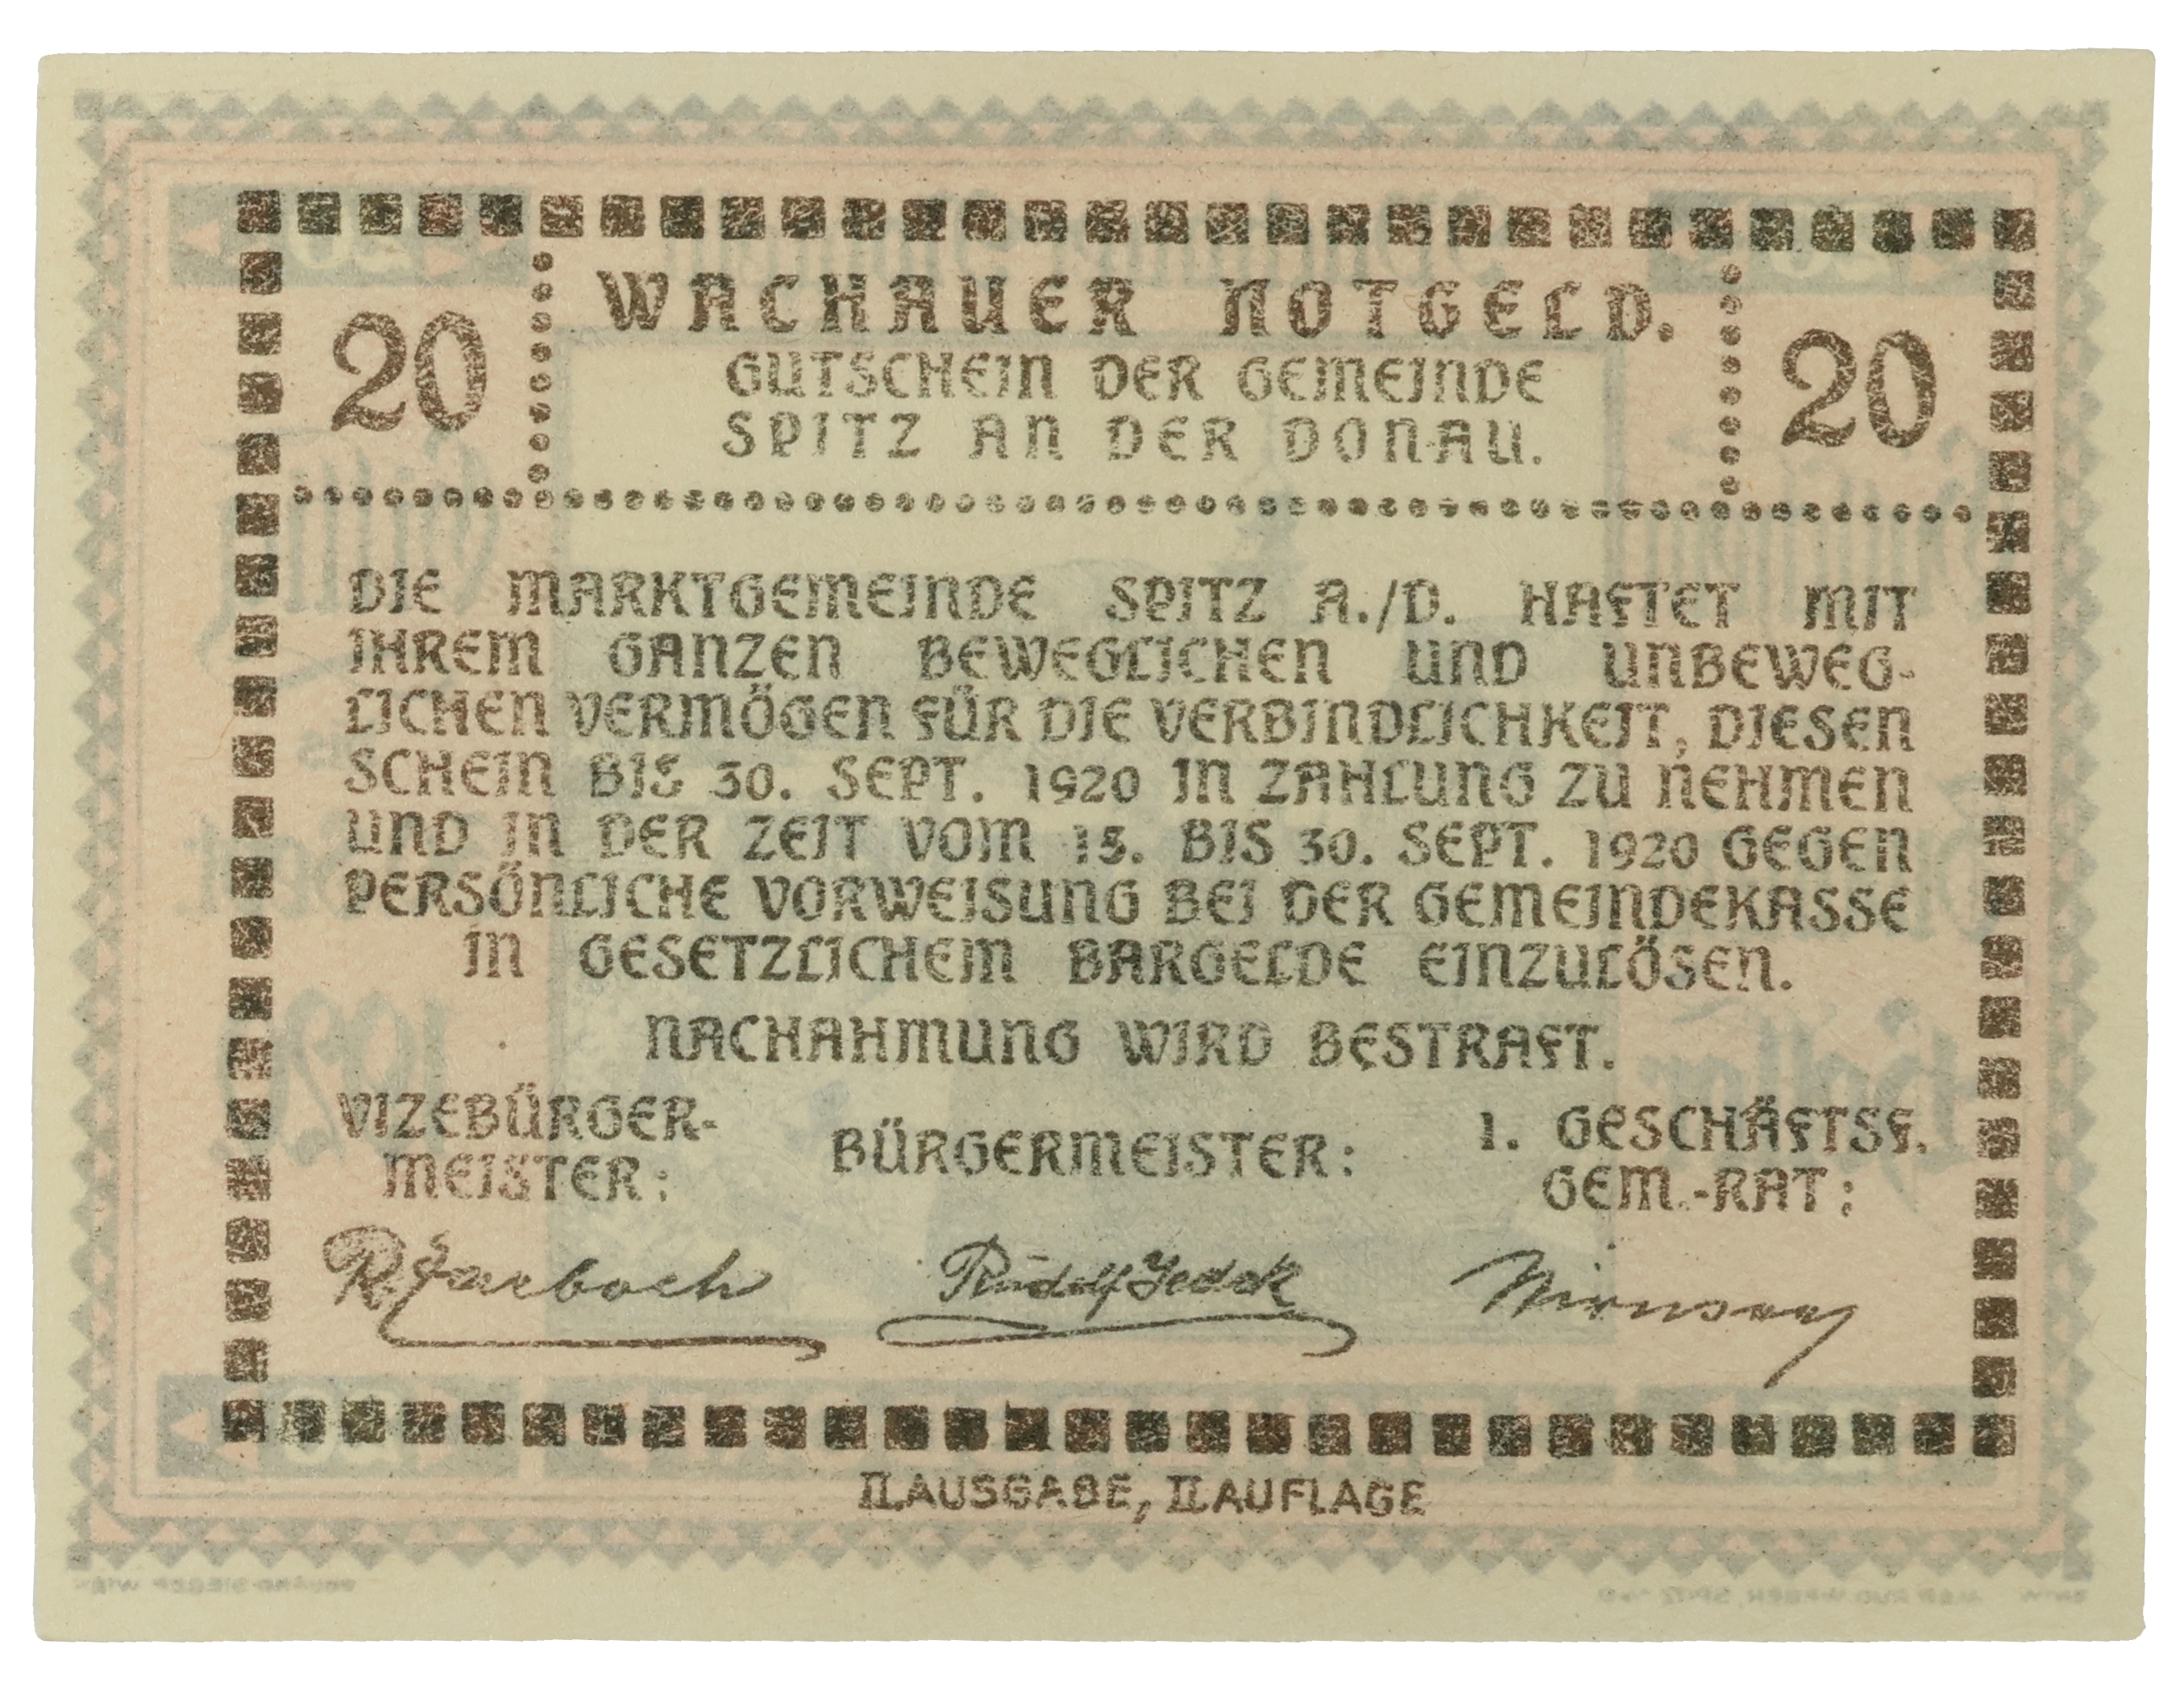 WACHAUER NOTGELD.
20 20
GUTSCHEIN DER GEMEINDE
SPITZ AN DER DONAU.
DIE MARKTGEMEINDE SPITZ A./D. HAFTET MIT
IHREM GANZEN BEWEGLICHEN UND UNBEWEG-
LICHEN VERMÖGEN FÜR DIE VERBINDLICHKEIT, DIESEN
SCHEIN BIS 30. SEPT. 1920 IN ZAHLUNG ZU NEHMEN
UND IN DER ZEIT VOM 15. BIS 30. SEPT. 1920 GEGEN
PERSÖNLICHE VORWEISUNG BEI DER GEMEINDEKASSE
IN GESETZLICHEM BARGELDE EINZULÖSEN.
NACHAHMUNG WIRD BESTRAFT.
VIZEBÜRGER-
MEISTER:
BÜRGERMEISTER:
1. GESCHÄFTSF.
GEM.-RAT:
Rudolf
II. AUSGABE, II. AUFLAGE